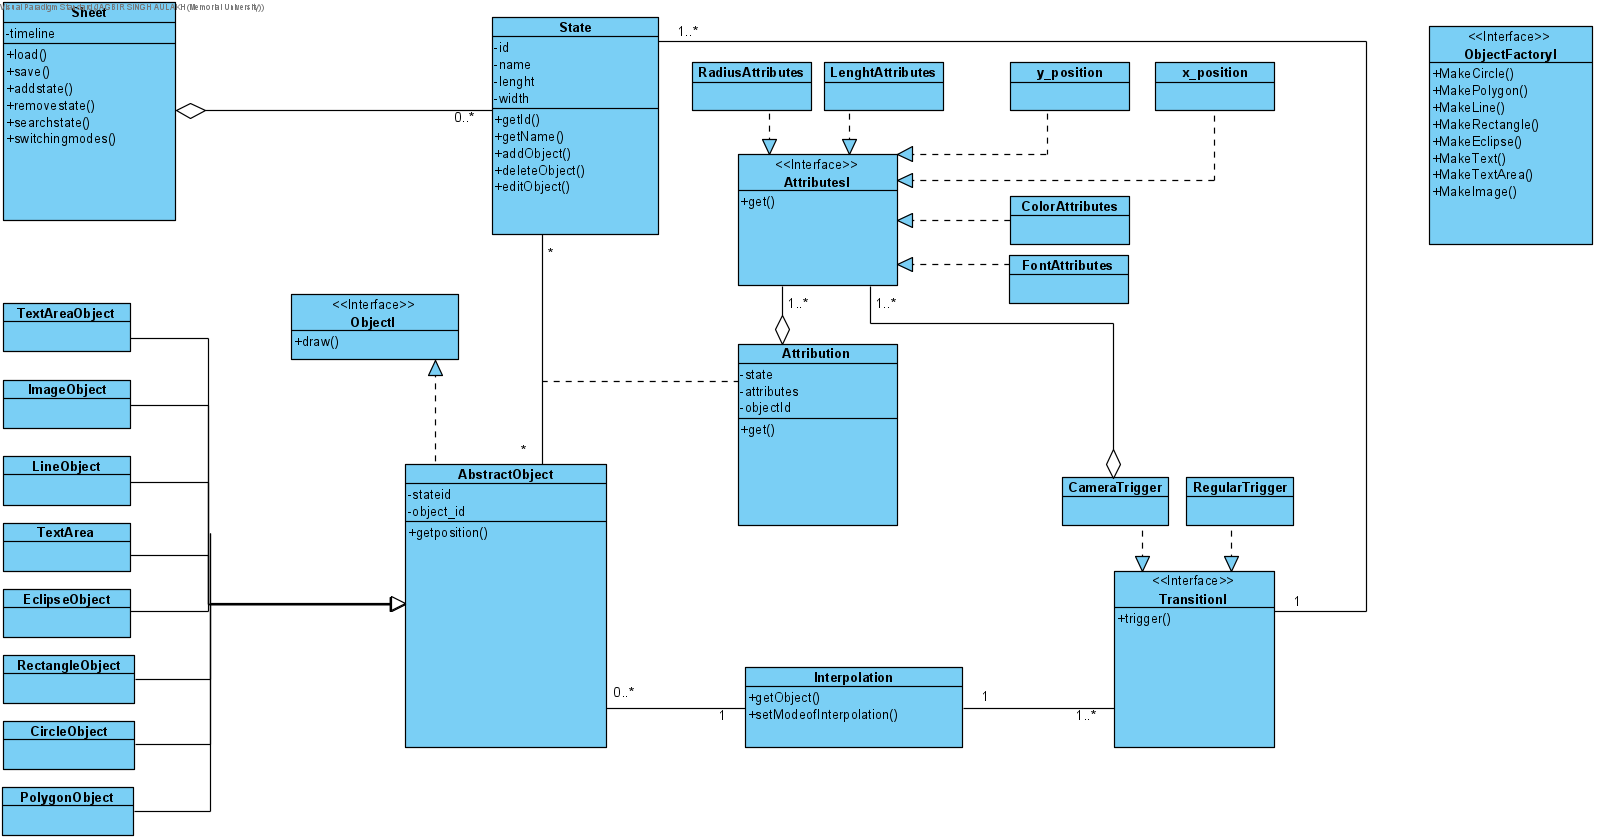 Visual Paradigm Standard(JAGBIR SINGH AULAKH(Memorial University))
Sheet
-timeline
+load()
+save()
+addstate()
+removestate()
+searchstate()
+switchingmodes()
0..*
State
-id
-name
-lenght
-width
+getId()
+getName()
+addObject()
+deleteObject()
+editObject()
1..*
RadiusAttributes
LenghtAttributes
y_position
x_position
<<Interface>>
AttributesI
+get()
ColorAttributes
FontAttributes
<<Interface>>
ObjectFactoryI
+MakeCircle()
+MakePolygon()
+MakeLine()
+MakeRectangle()
+MakeEclipse()
+MakeText()
+MakeTextArea()
+MakeImage()
*
1..*
1..*
<<Interface>>
ObjectI
+draw()
Attribution
-state
-attributes
-objectId
+get()
TextAreaObject
ImageObject
LineObject
TextArea
EclipseObject
RectangleObject
CircleObject
PolygonObject
*
AbstractObject
-stateid
-object_id
+getposition()
CameraTrigger
RegularTrigger
<<Interface>>
TransitionI
+trigger()
1
0..*
1
Interpolation
+getObject()
+setModeofInterpolation()
1
1..*